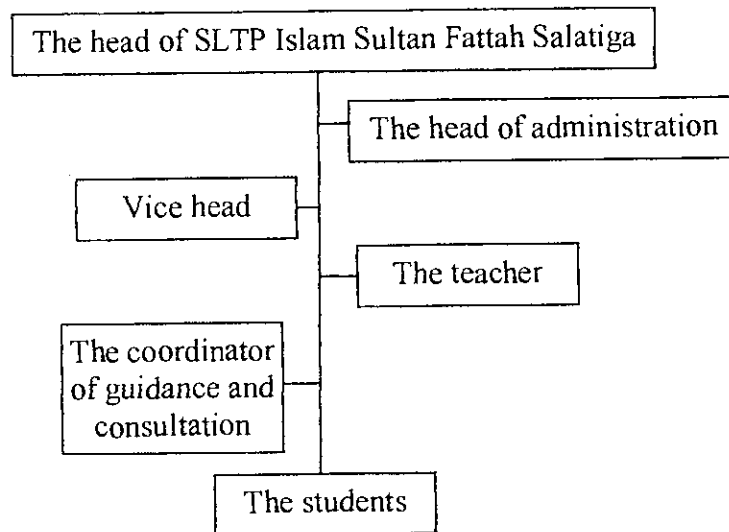 The head of SLTP Islam Sultan Fattah Salatiga
The head of administration
Vice head
The teacher
The coordinator
of guidance and
consultation
The students